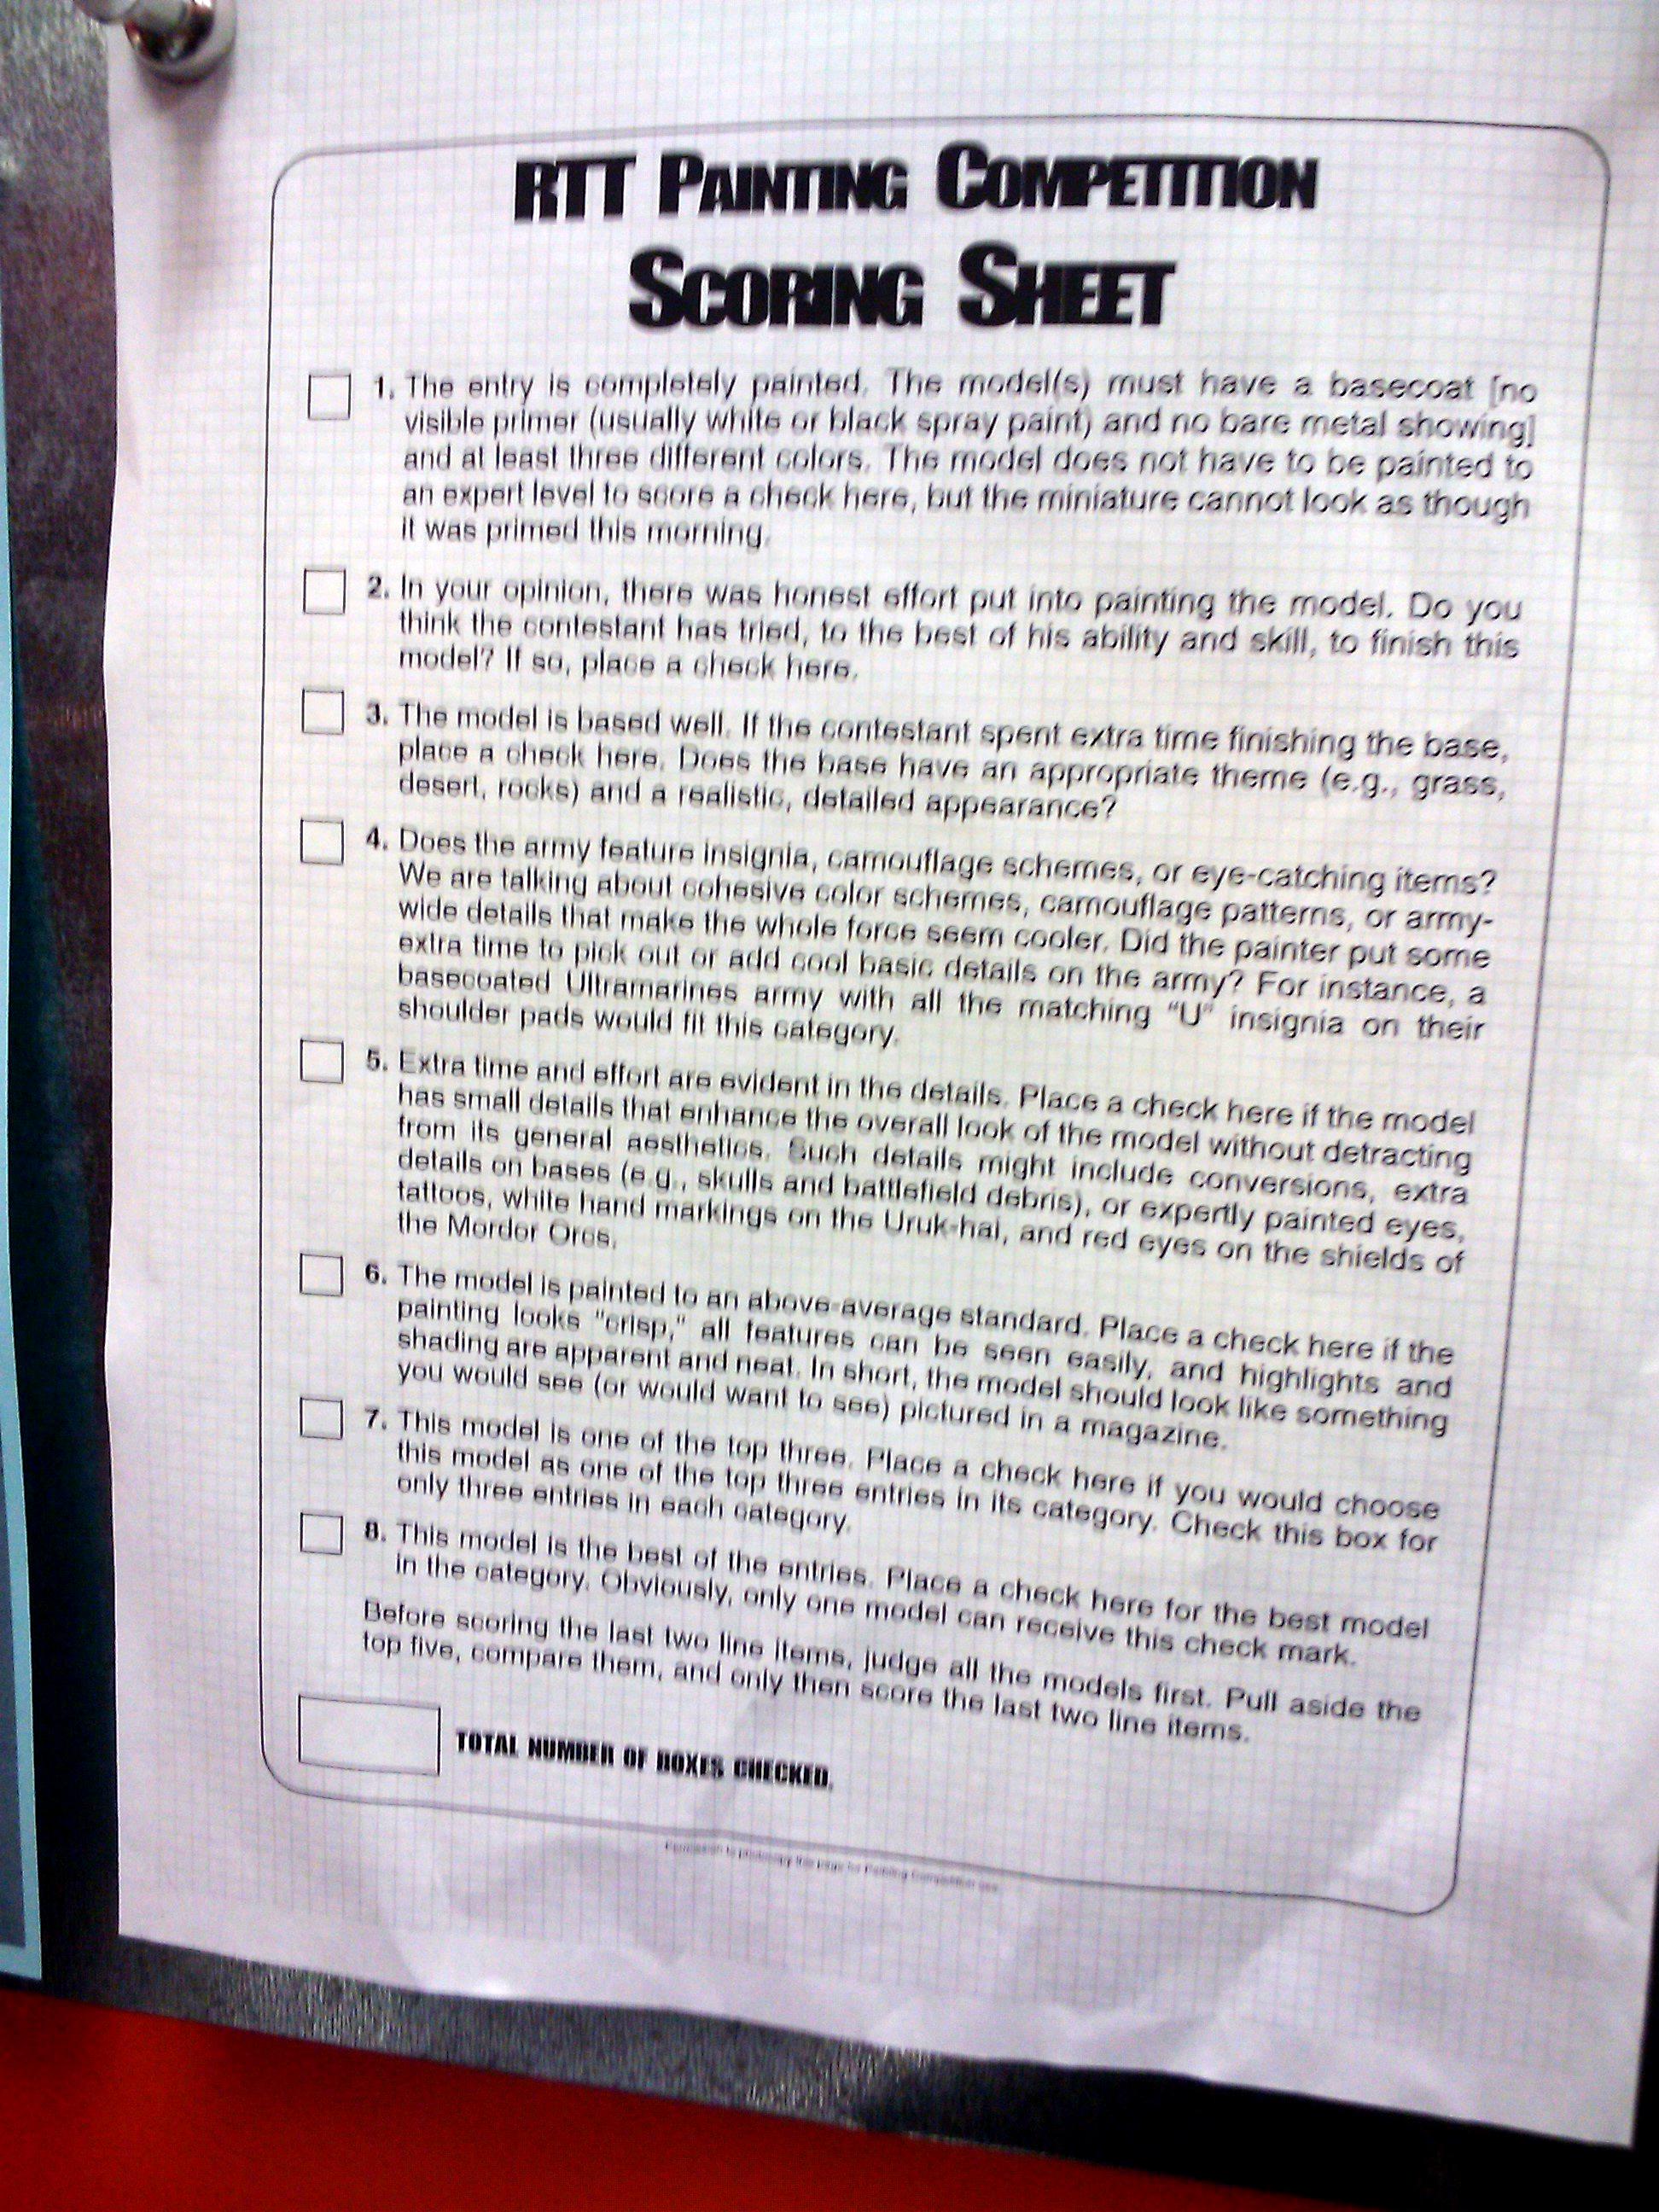 RTT PAINTING COMPETITION
SCORING SHEET
1. The entry is completely painted. The model(s) must have a basecoat [no
visible primer (usually white or black spray paint) and no bare metal showing]
and at least three different colors. The model does not have to be painted to
an expert level to score a check here, but the miniature cannot look as though
it was primed this morning.
2. In your opinion, there was honest effort put into painting the model. Do you
think the contestant has tried, to the best of his ability and skill, to finish this
model? If so, place a check here.
3. The model is based well. If the contestant spent extra time finishing the base,
place a check here. Does the base have an appropriate theme (e.g., grass,
desert, rocks) and a realistic, detailed appearance?
4. Does the army feature insignia, camouflage schemes, or eye-catching items?
We are talking about cohesive color schemes, camouflage patterns, or army-
wide details that make the whole force seem cooler. Did the painter put some
extra time to pick out or add cool basic details on the army? For instance, a
basecoated Ultramarines army with all the matching "U" insignia on their
shoulder pads would fit this category.
5. Extra time and effort are evident in the details. Place a check here if the model
has small details that enhance the overall look of the model without detracting
from its general aesthetics. Such details might include conversions, extra
details on bases (e.g., skulls and battlefield debris), or expertly painted eyes,
tattoos, white hand markings on the Uruk-hai, and red eyes on the shields of
the Mordor Orcs.
6. The model is painted to an above-average standard. Place a check here if the
painting looks "crisp," all features can be seen easily, and highlights and
shading are apparent and neat. In short, the model should look like something
you would see (or would want to see) pictured in a magazine.
7. This model is one of the top three. Place a check here if you would choose
this model as one of the top three entries in its category. Check this box for
only three entries in each category.
8. This model is the best of the entries. Place a check here for the best model
in the category. Obviously, only one model can receive this check mark.
Before scoring the last two line items, judge all the models first. Pull aside the
top five, compare them, and only then score the last two line items.
TOTAL NUMBER OF BOXES CHECKED.
Permission to photocopy this page for Painting Competition use.